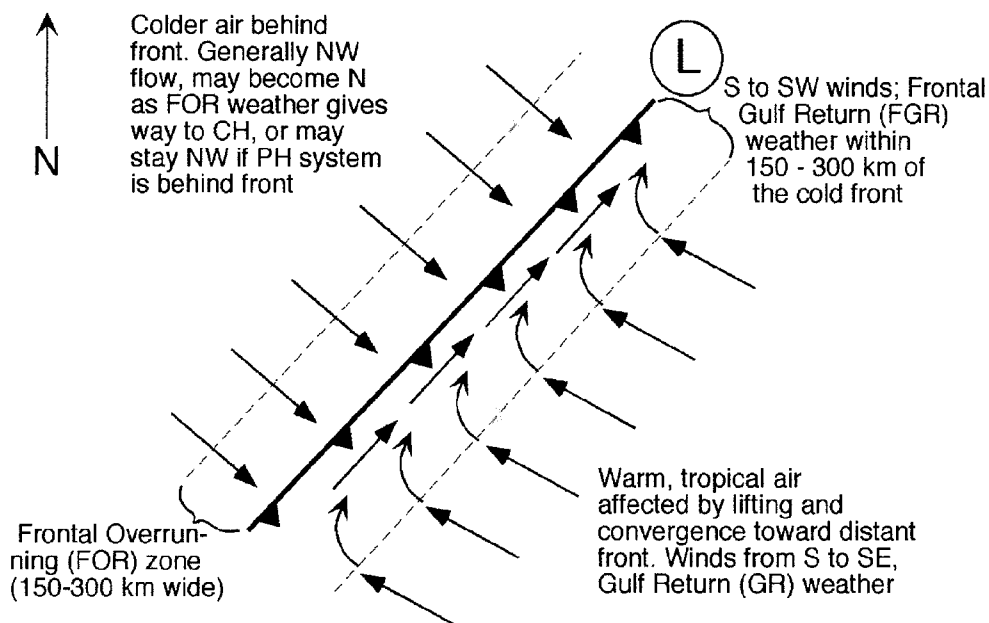 Colder air behind
front. Generally NW
flow, may become N
as FOR weather gives
way to CH, or may
stay NW if PH system
is behind front
N
L
S to SW winds; Frontal
Gulf Return (FGR)
weather within
150 - 300 km of
the cold front
Frontal Overrun-
ning (FOR) zone
(150-300 km wide)
Warm, tropical air
affected by lifting and
convergence toward distant
front. Winds from S to SE,
Gulf Return (GR) weather